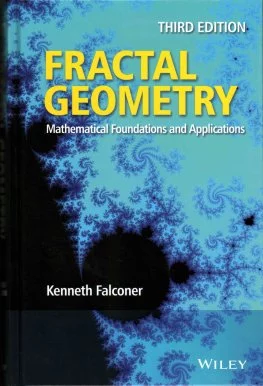 THIRD EDITION
FRACTAL
GEOMETRY
Mathematical Foundations and Applications
Kenneth Falconer
WILEY